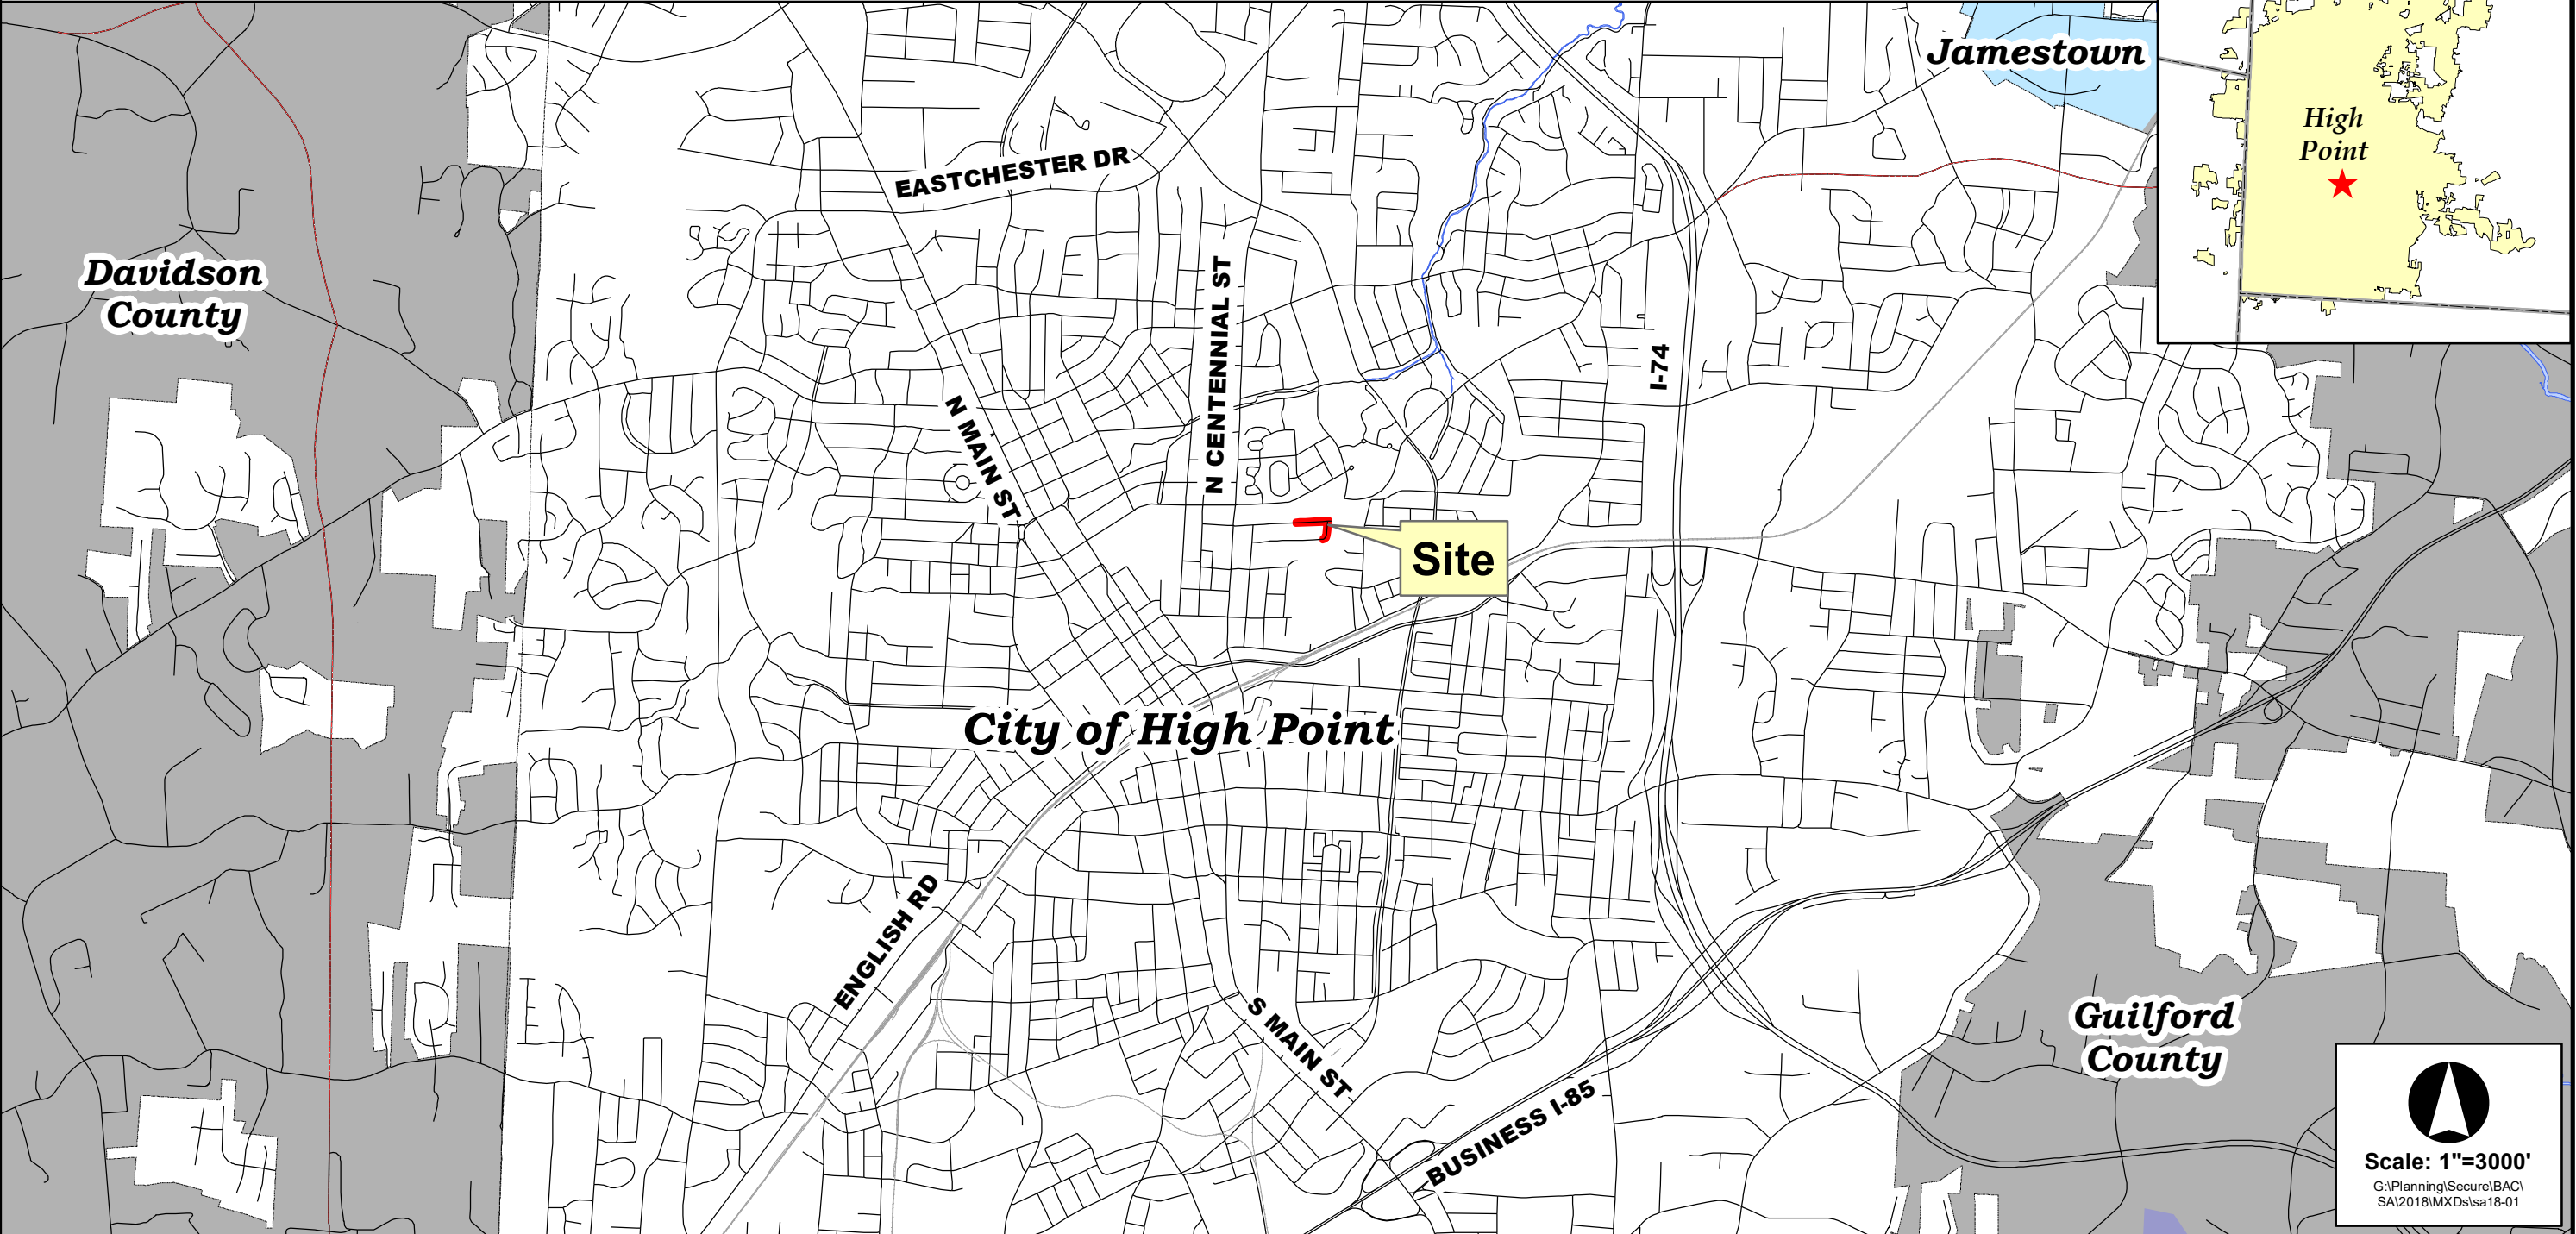 Jamestown
High
Point
EASTCHESTER DR
Davidson
County
N CENTENNIAL ST
I-74
N MAIN ST
Site
City of High Point
ENGLISH RD
S MAIN ST
Guilford
County
BUSINESS I-85
Scale: 1"=3000'
G:\Planning\Secure\BAC\
SA\2018\MXDs\sa18-01